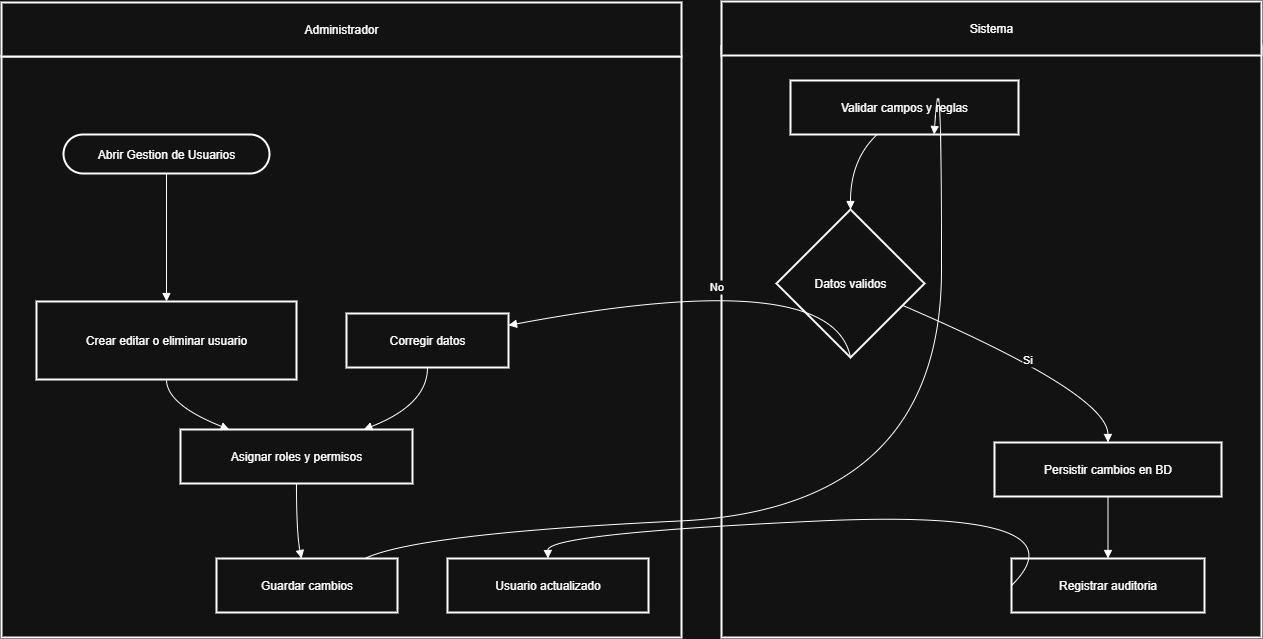 Administrador
Sistema
Validar campos y reglas
Abrir Gestion de Usuarios
Datos validos
No
Crear editar o eliminar usuario
Corregir datos
Si
Asignar roles y permisos
Persistir cambios en BD
Guardar cambios
Usuario actualizado
Registrar auditoria